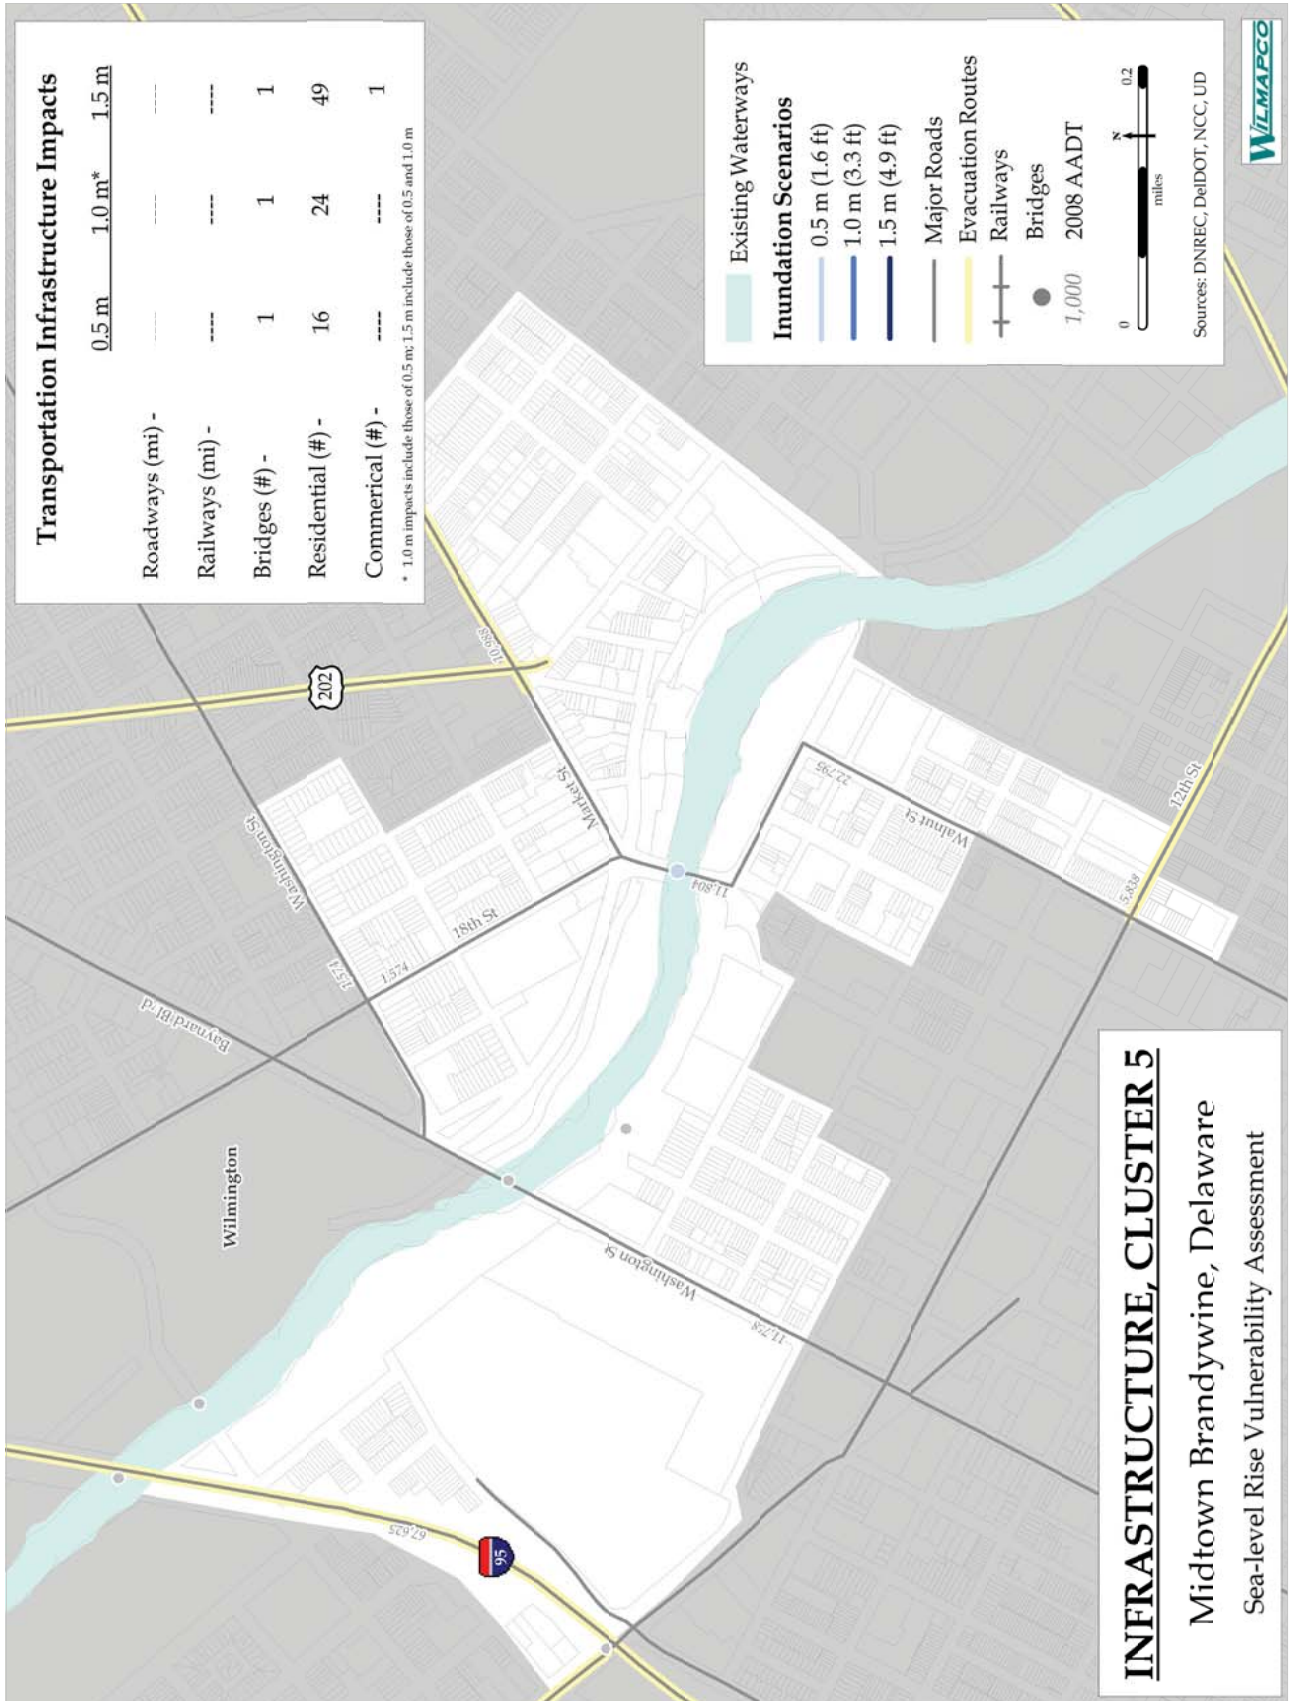 Transportation Infrastructure Impacts
0.5 m 1.0 m* 1.5 m
Roadways (mi) - ---- ---- ----
Railways (mi) - ---- ---- ----
Bridges (#) - 1 1 1
Residential (#) - 16 24 49
Commerical (#) - ---- ---- 1
* 1.0 m impacts include those of 0.5 m; 1.5 m include those of 0.5 and 1.0 m
Existing Waterways
Inundation Scenarios
0.5 m (1.6 ft)
1.0 m (3.3 ft)
1.5 m (4.9 ft)
Major Roads
Evacuation Routes
Railways
Bridges
1,000 2008 AADT
N
0 0.2
miles
Sources: DNREC, DelDOT, NCC, UD
WILMAPCO
Wilmington
Baynard Blvd
Washington St
1,574
1,574
18th St
Market St
10,988
202
11,804
22,795
Walnut St
12th St
5,838
Washington St
11,758
67,625
95
INFRASTRUCTURE, CLUSTER 5
Midtown Brandywine, Delaware
Sea-level Rise Vulnerability Assessment